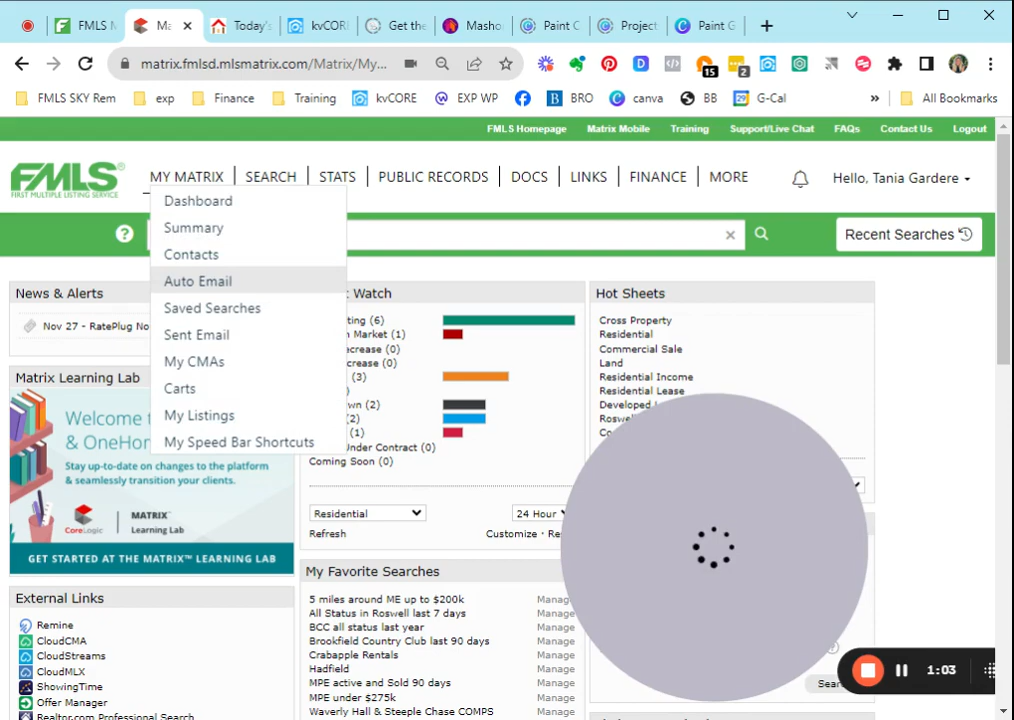 FMLS M
Ma
Today's
kvCORE
Get the
Masho
Paint C
Project
Paint G
matrix.fmlsd.mlsmatrix.com/Matrix/My...
15
2
FMLS SKY Rem
exp
Finance
Training
kvCORE
EXP WP
BRO
canva
BB
G-Cal
»
All Bookmarks
FMLS Homepage
Matrix Mobile
Training
Support/Live Chat
FAQs
Contact Us
Logout
FMLS
FIRST MULTIPLE LISTING SERVICE
MY MATRIX
SEARCH
STATS
PUBLIC RECORDS
DOCS
LINKS
FINANCE
MORE
Hello, Tania Gardere
Recent Searches
Dashboard
Summary
Contacts
Auto Email
Saved Searches
Sent Email
My CMAs
Carts
My Listings
My Speed Bar Shortcuts
News & Alerts
Nov 27 - RatePlug No
Matrix Learning Lab
Welcome t
& OneHom
Stay up-to-date on changes to the platform
& seamlessly transition your clients.
CoreLogic
MATRIX™
Learning Lab
GET STARTED AT THE MATRIX™ LEARNING LAB
External Links
Remine
CloudCMA
CloudStreams
CloudMLX
ShowingTime
Offer Manager
Realtor.com Professional Search
t Watch
ting (6)
n Market (1)
ecrease (0)
crease (0)
(3)
wn (2)
(2)
(1)
Under Contract (0)
Coming Soon (0)
Residential
24 Hour
Refresh
Customize · Re
My Favorite Searches
5 miles around ME up to $200k
Manag
All Status in Roswell last 7 days
Manag
BCC all status last year
Manage
Brookfield Country Club last 90 days
Manage
Crabapple Rentals
Manage
Hadfield
Manage
MPE active and Sold 90 days
Manage
MPE under $275k
Manage
Waverly Hall & Steeple Chase COMPS
Manage
Hot Sheets
Cross Property
Residential
Commercial Sale
Land
Residential Income
Residential Lease
Developed L
Rosw
Co
Sear
1:03